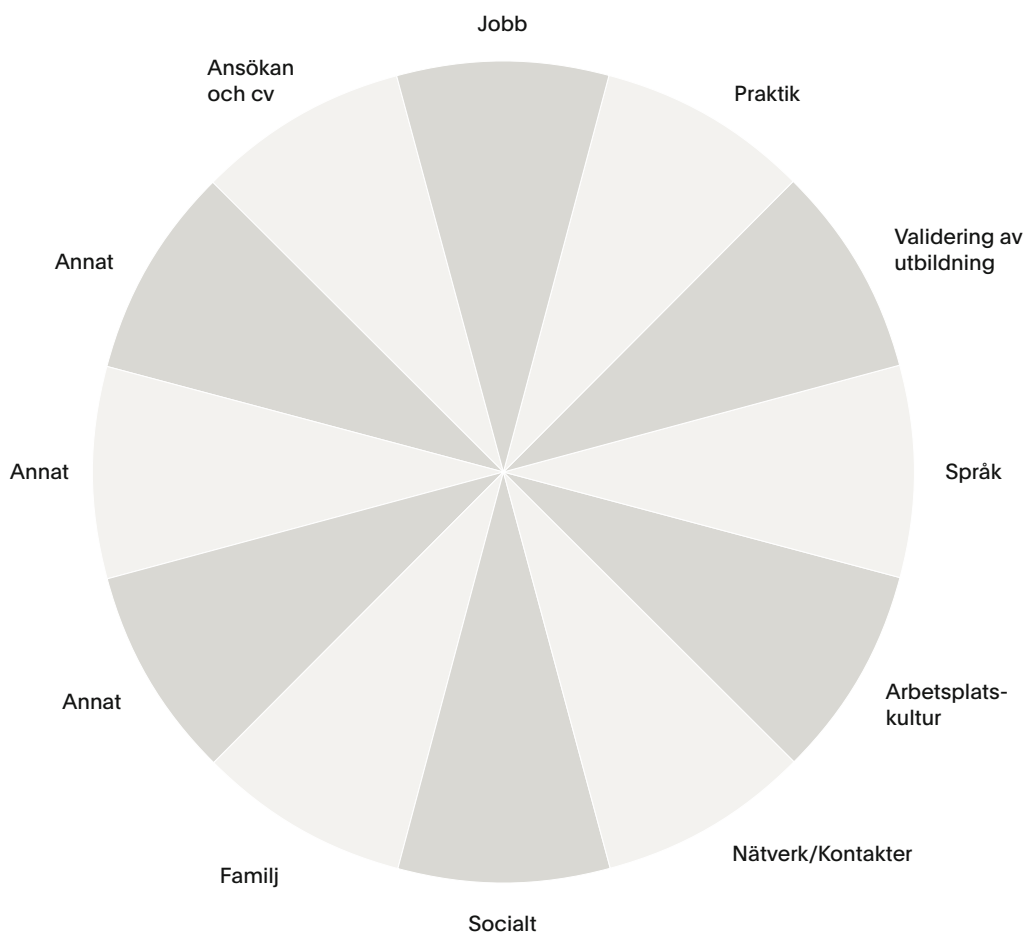 Jobb
Praktik
Validering av
utbildning
Språk
Arbetsplats-
kultur
Nätverk/Kontakter
Socialt
Familj
Annat
Annat
Annat
Ansökan
och cv